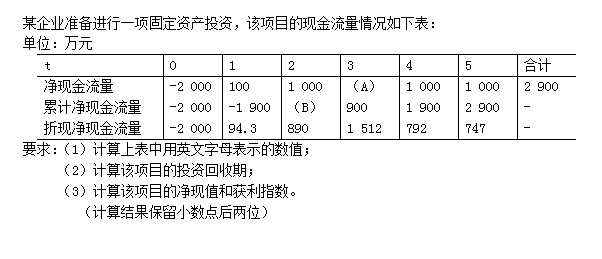 某企业准备进行一项固定资产投资，该项目的现金流量情况如下表：
单位：万元
t 0 1 2 3 4 5 合计
净现金流量 -2 000 100 1 000 （A） 1 000 1 000 2 900
累计净现金流量 -2 000 -1 900 （B） 900 1 900 2 900 -
折现净现金流量 -2 000 94.3 890 1 512 792 747 -
要求：（1）计算上表中用英文字母表示的数值；
（2）计算该项目的投资回收期；
（3）计算该项目的净现值和获利指数。
（计算结果保留小数点后两位）